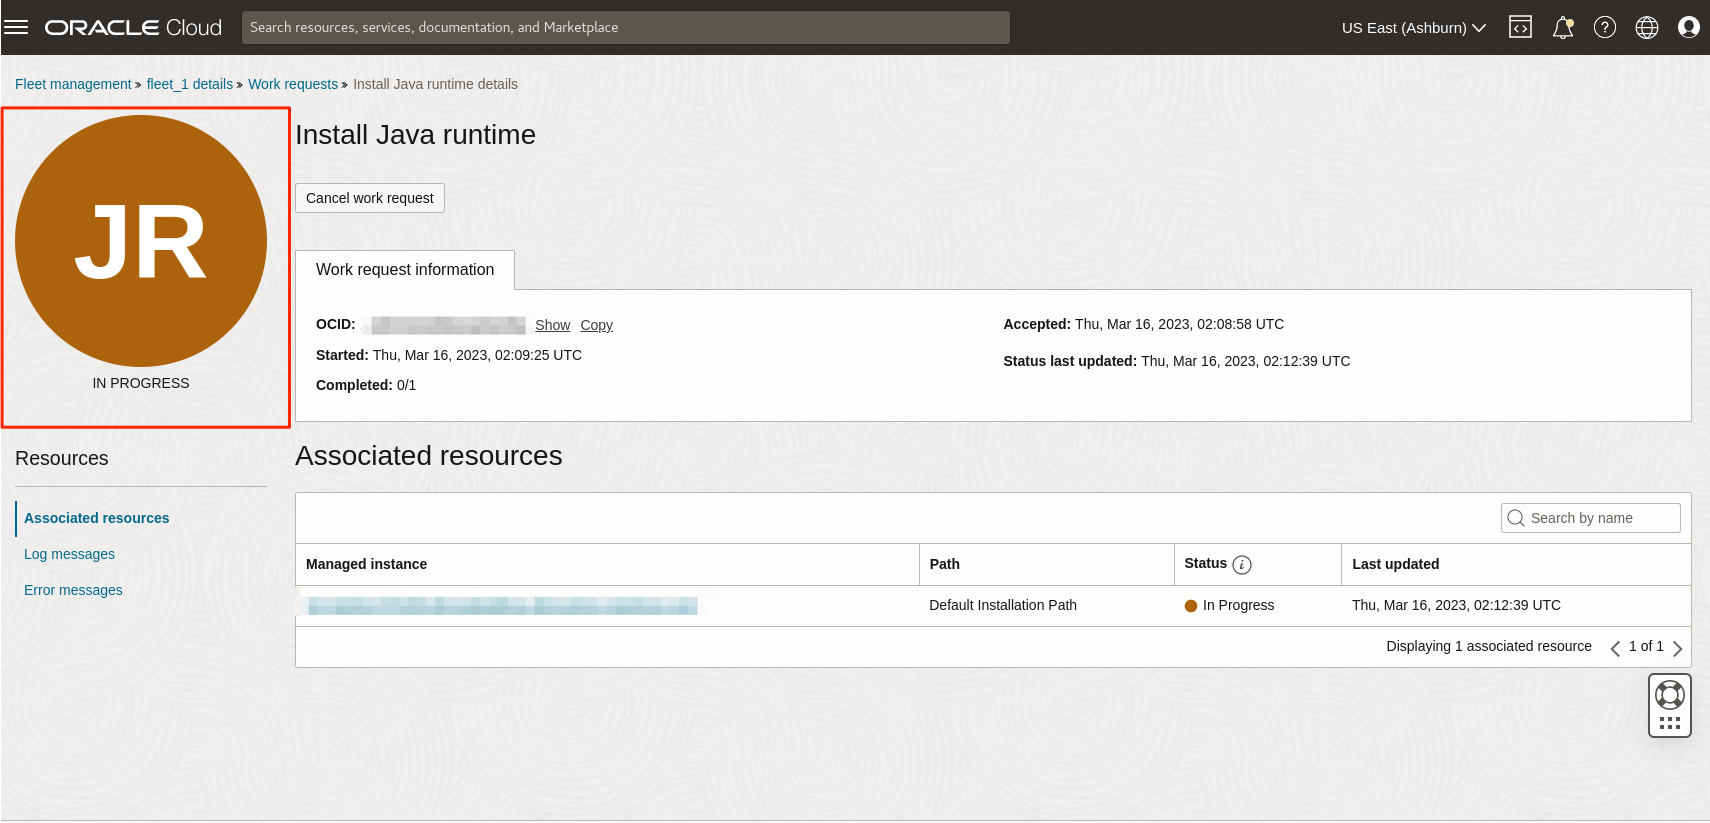 ORACLE Cloud
Search resources, services, documentation, and Marketplace
US East (Ashburn)
Fleet management » fleet_1 details » Work requests » Install Java runtime details
JR
IN PROGRESS
Install Java runtime
Cancel work request
Work request information
OCID: Show Copy
Started: Thu, Mar 16, 2023, 02:09:25 UTC
Completed: 0/1
Accepted: Thu, Mar 16, 2023, 02:08:58 UTC
Status last updated: Thu, Mar 16, 2023, 02:12:39 UTC
Resources
Associated resources
Log messages
Error messages
Associated resources
Search by name
Managed instance Path Status i Last updated
Default Installation Path In Progress Thu, Mar 16, 2023, 02:12:39 UTC
Displaying 1 associated resource 1 of 1